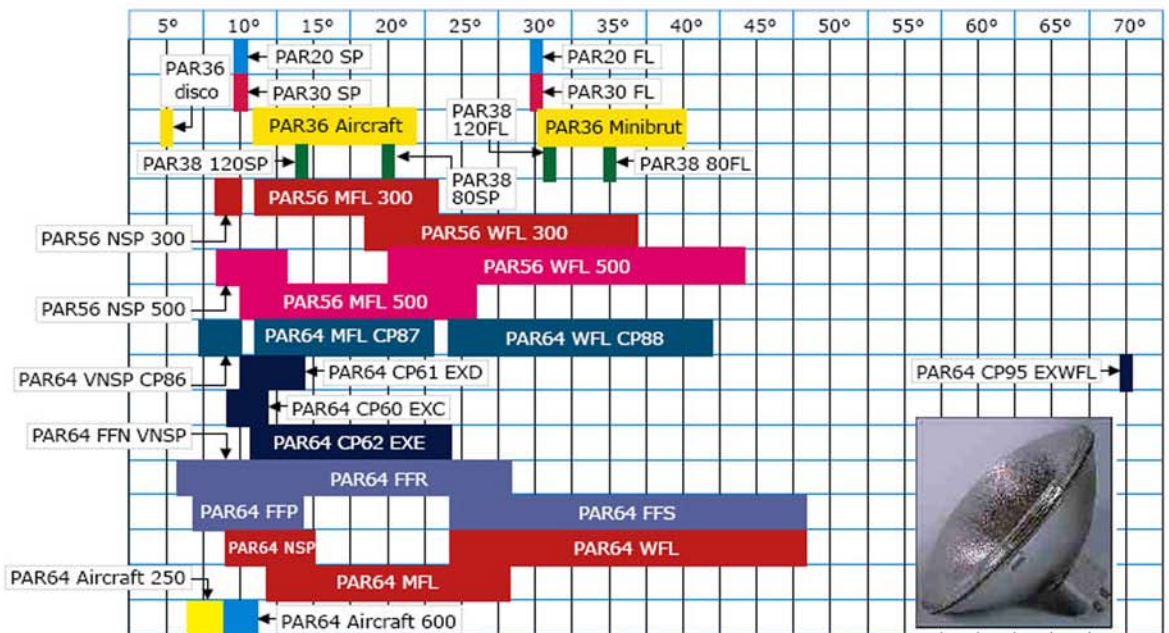 5° 10° 15° 20° 25° 30° 35° 40° 45° 50° 55° 60° 65° 70°
PAR36
disco
PAR20 SP
PAR20 FL
PAR30 SP
PAR30 FL
PAR36 Aircraft
PAR38
120FL
PAR36 Minibrut
PAR38 120SP
PAR38
80SP
PAR38 80FL
PAR56 MFL 300
PAR56 NSP 300
PAR56 WFL 300
PAR56 WFL 500
PAR56 NSP 500
PAR56 MFL 500
PAR64 MFL CP87
PAR64 WFL CP88
PAR64 VNSP CP86
PAR64 CP61 EXD
PAR64 CP95 EXWFL
PAR64 CP60 EXC
PAR64 FFN VNSP
PAR64 CP62 EXE
PAR64 FFR
PAR64 FFP
PAR64 FFS
PAR64 NSP
PAR64 WFL
PAR64 Aircraft 250
PAR64 MFL
PAR64 Aircraft 600